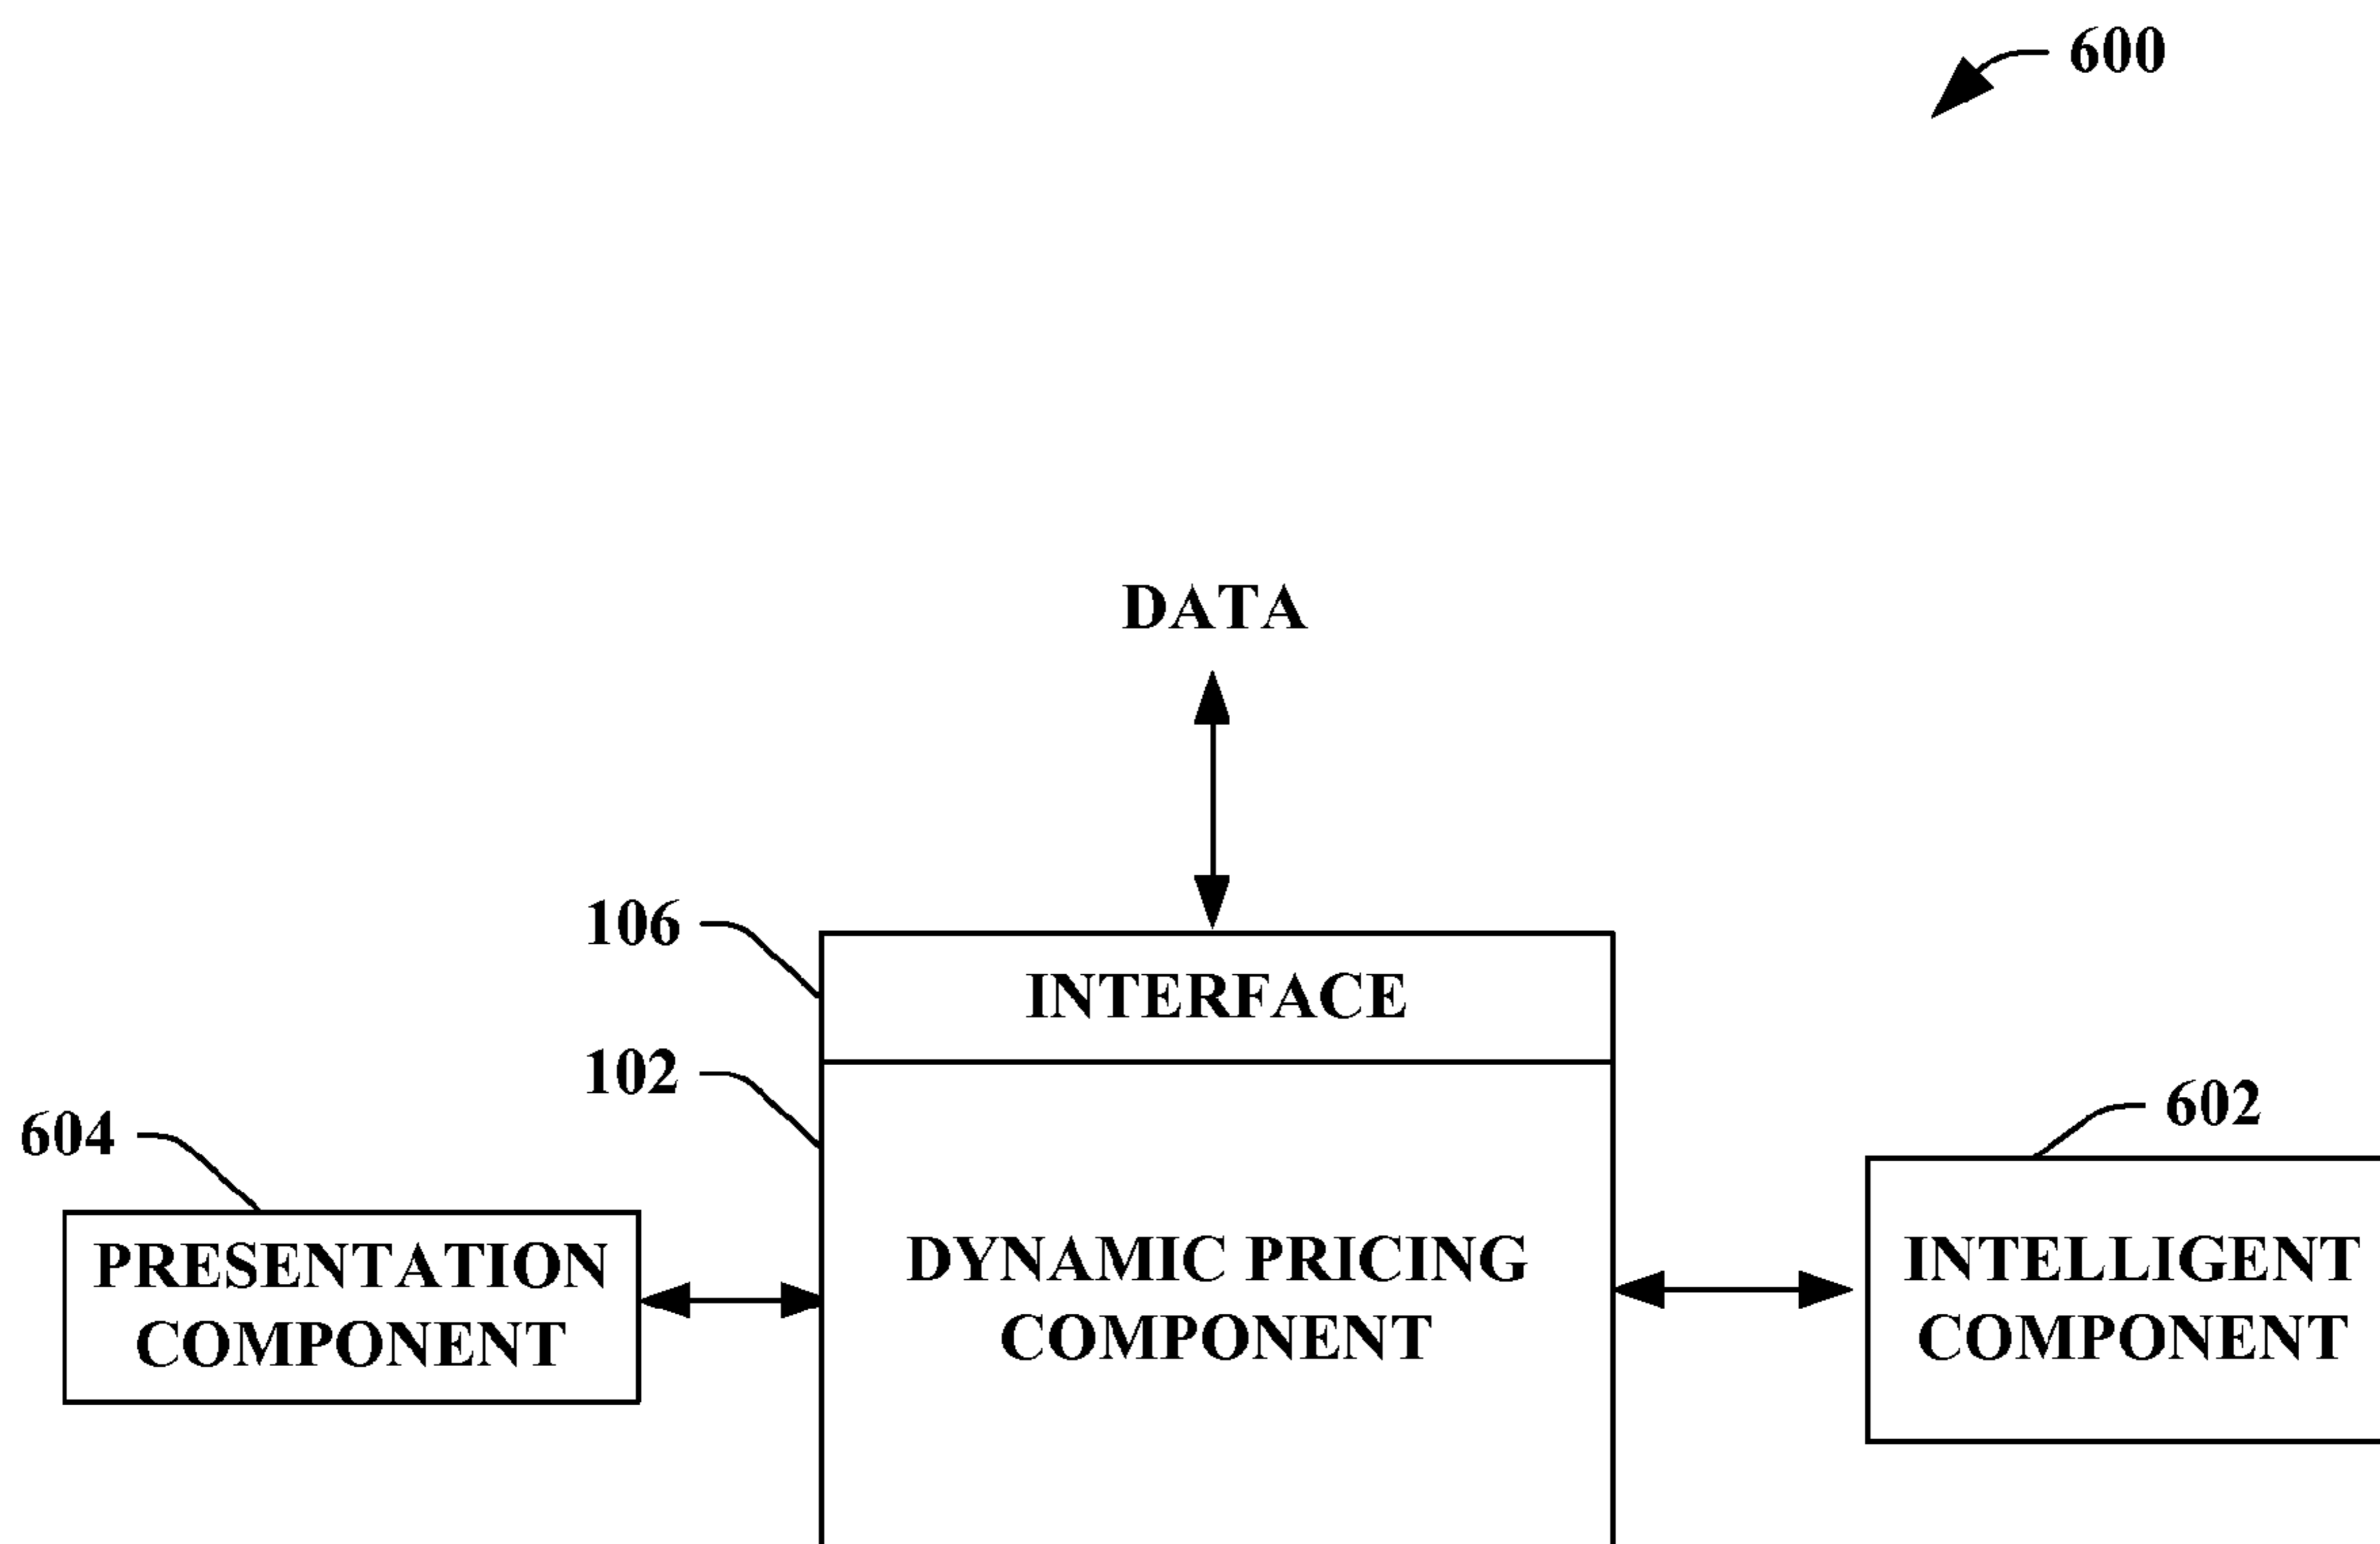 600
DATA
106
INTERFACE
102
604
602
PRESENTATION
COMPONENT
DYNAMIC PRICING
COMPONENT
INTELLIGENT
COMPONENT